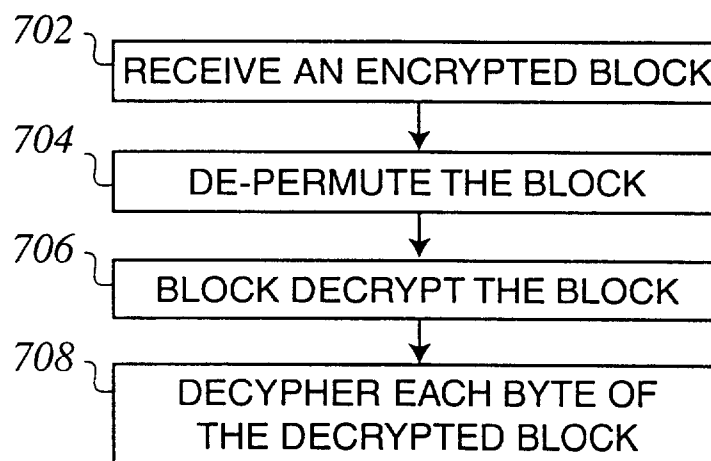 702
RECEIVE AN ENCRYPTED BLOCK
704
DE-PERMUTE THE BLOCK
706
BLOCK DECRYPT THE BLOCK
708
DECYPHER EACH BYTE OF
THE DECRYPTED BLOCK